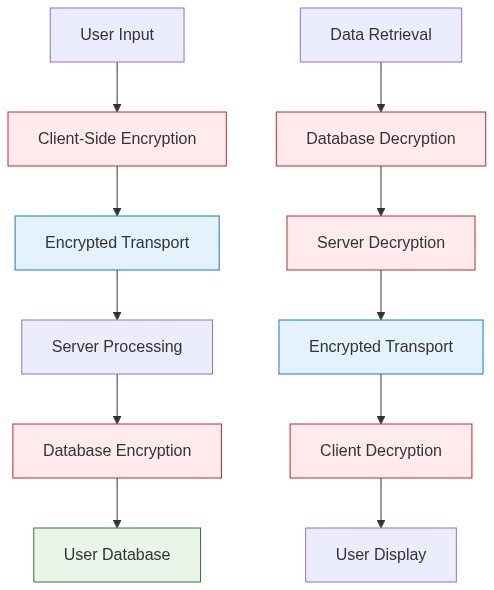 User Input
Client-Side Encryption
Encrypted Transport
Server Processing
Database Encryption
User Database
Data Retrieval
Database Decryption
Server Decryption
Encrypted Transport
Client Decryption
User Display